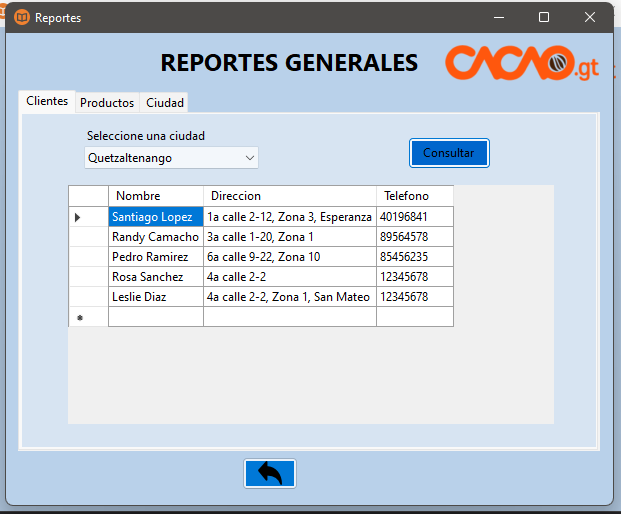 Reportes
REPORTES GENERALES CACAO.gt
Clientes Productos Ciudad
Seleccione una ciudad
Quetzaltenango Consultar
Nombre Direccion Telefono
Santiago Lopez 1a calle 2-12, Zona 3, Esperanza 40196841
Randy Camacho 3a calle 1-20, Zona 1 89564578
Pedro Ramirez 6a calle 9-22, Zona 10 85456235
Rosa Sanchez 4a calle 2-2 12345678
Leslie Diaz 4a calle 2-2, Zona 1, San Mateo 12345678